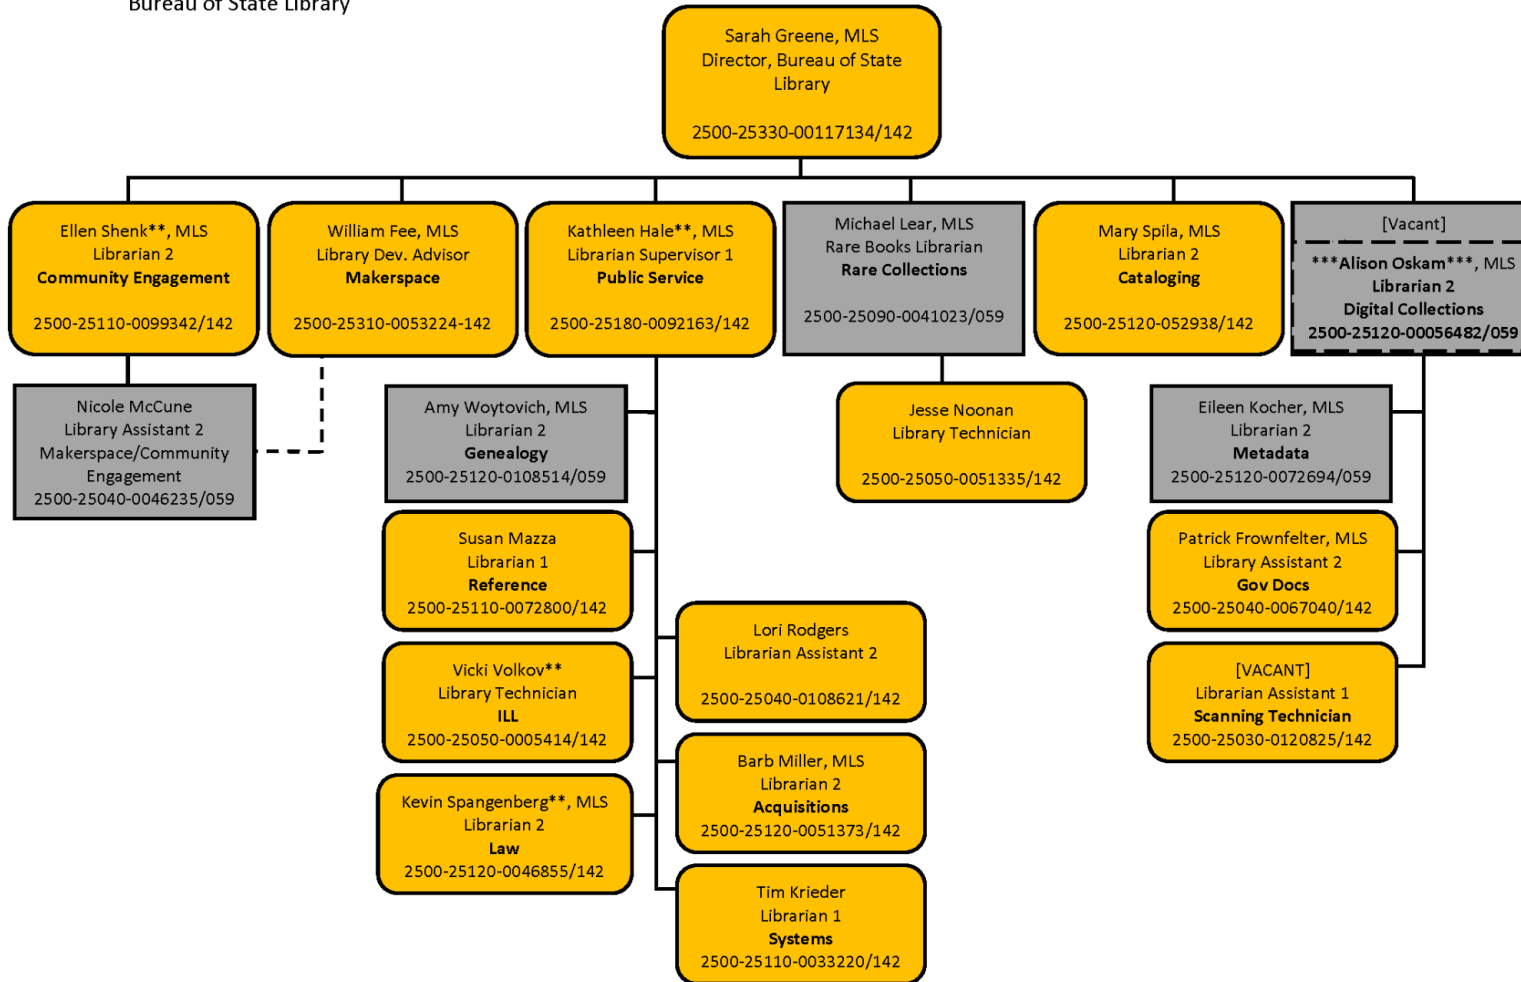 Bureau of State Library
Sarah Greene, MLS
Director, Bureau of State
Library
2500-25330-00117134/142
Ellen Shenk**, MLS
Librarian 2
Community Engagement
2500-25110-0099342/142
William Fee, MLS
Library Dev. Advisor
Makerspace
2500-25310-0053224-142
Kathleen Hale**, MLS
Librarian Supervisor 1
Public Service
2500-25180-0092163/142
Michael Lear, MLS
Rare Books Librarian
Rare Collections
2500-25090-0041023/059
Mary Spila, MLS
Librarian 2
Cataloging
2500-25120-052938/142
[Vacant]
***Alison Oskam***, MLS
Librarian 2
Digital Collections
2500-25120-00056482/059
Nicole McCune
Library Assistant 2
Makerspace/Community
Engagement
2500-25040-0046235/059
Amy Woytovich, MLS
Librarian 2
Genealogy
2500-25120-0108514/059
Jesse Noonan
Library Technician
2500-25050-0051335/142
Eileen Kocher, MLS
Librarian 2
Metadata
2500-25120-0072694/059
Susan Mazza
Librarian 1
Reference
2500-25110-0072800/142
Patrick Frownfelter, MLS
Library Assistant 2
Gov Docs
2500-25040-0067040/142
Lori Rodgers
Librarian Assistant 2
2500-25040-0108621/142
Vicki Volkov**
Library Technician
ILL
2500-25050-0005414/142
[VACANT]
Librarian Assistant 1
Scanning Technician
2500-25030-0120825/142
Barb Miller, MLS
Librarian 2
Acquisitions
2500-25120-0051373/142
Kevin Spangenberg**, MLS
Librarian 2
Law
2500-25120-0046855/142
Tim Krieder
Librarian 1
Systems
2500-25110-0033220/142